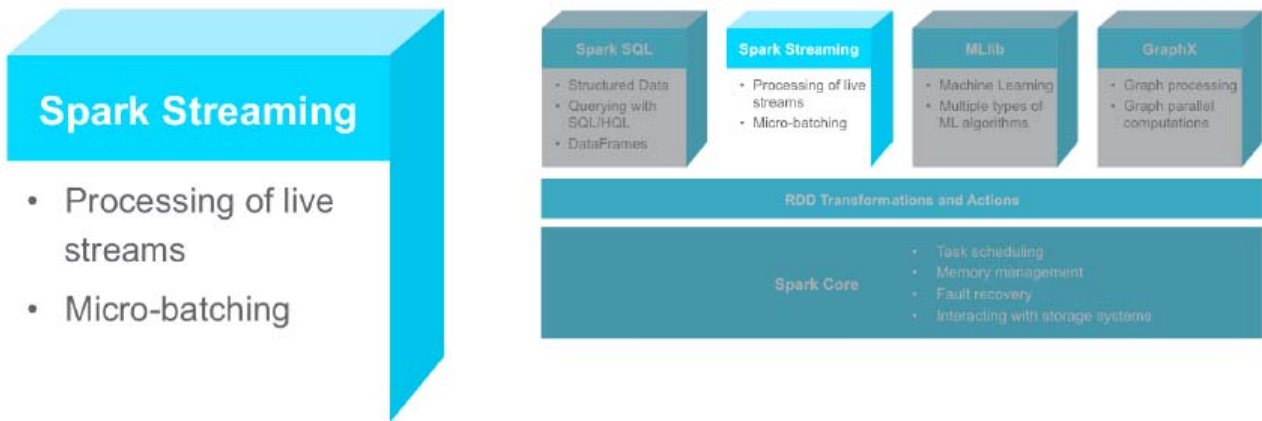 Spark Streaming
• Processing of live
streams
• Micro-batching
Spark SQL
• Structured Data
• Querying with
SQL/HQL
• DataFrames
Spark Streaming
• Processing of live
streams
• Micro-batching
MLlib
• Machine Learning
• Multiple types of
ML algorithms
GraphX
• Graph processing
• Graph parallel
computations
RDD Transformations and Actions
Spark Core
• Task scheduling
• Memory management
• Fault recovery
• Interacting with storage systems